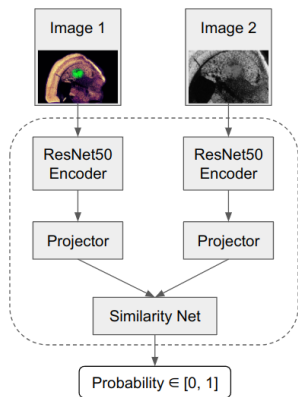 Image 1
Image 2
ResNet50
Encoder
ResNet50
Encoder
Projector
Projector
Similarity Net
Probability ∈ [0, 1]